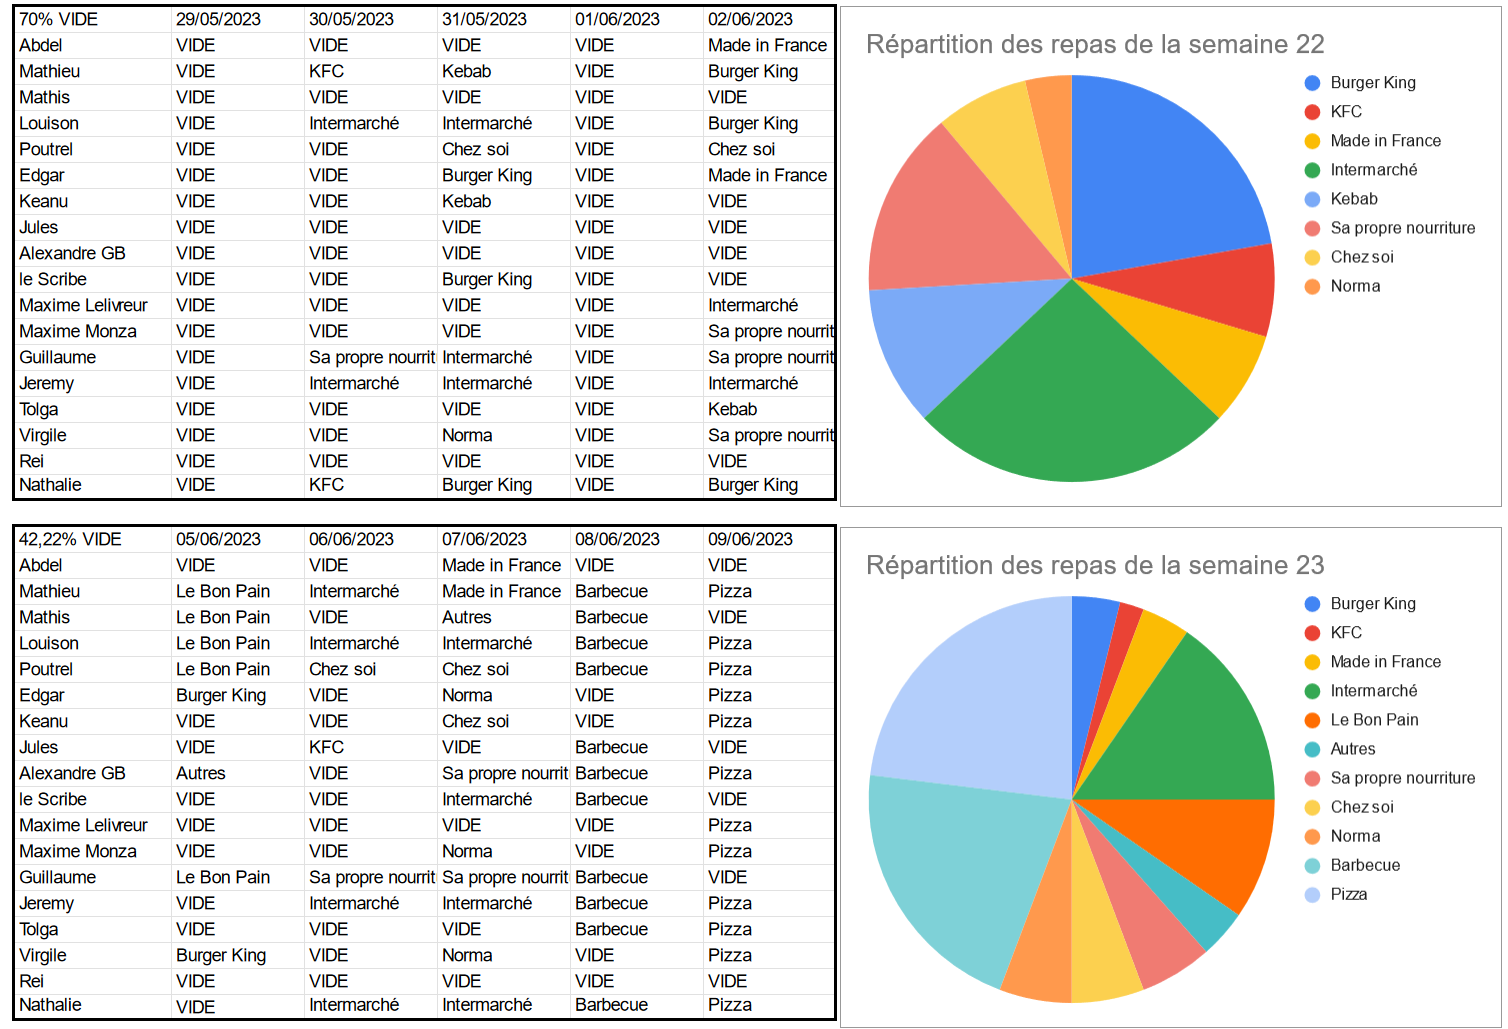 70% VIDE 29/05/2023 30/05/2023 31/05/2023 01/06/2023 02/06/2023
Abdel VIDE VIDE VIDE VIDE Made in France
Mathieu VIDE KFC Kebab VIDE Burger King
Mathis VIDE VIDE VIDE VIDE VIDE
Louison VIDE Intermarché Intermarché VIDE Burger King
Poutrel VIDE VIDE Chez soi VIDE Chez soi
Edgar VIDE VIDE Burger King VIDE Made in France
Keanu VIDE VIDE Kebab VIDE VIDE
Jules VIDE VIDE VIDE VIDE VIDE
Alexandre GB VIDE VIDE VIDE VIDE VIDE
le Scribe VIDE VIDE Burger King VIDE VIDE
Maxime Lelivreur VIDE VIDE VIDE VIDE Intermarché
Maxime Monza VIDE VIDE VIDE VIDE Sa propre nourrit
Guillaume VIDE Sa propre nourrit Intermarché VIDE Sa propre nourrit
Jeremy VIDE Intermarché Intermarché VIDE Intermarché
Tolga VIDE VIDE VIDE VIDE Kebab
Virgile VIDE VIDE Norma VIDE Sa propre nourrit
Rei VIDE VIDE VIDE VIDE VIDE
Nathalie VIDE KFC Burger King VIDE Burger King
Répartition des repas de la semaine 22
Burger King
KFC
Made in France
Intermarché
Kebab
Sa propre nourriture
Chez soi
Norma
42,22% VIDE 05/06/2023 06/06/2023 07/06/2023 08/06/2023 09/06/2023
Abdel VIDE VIDE Made in France VIDE VIDE
Mathieu Le Bon Pain Intermarché Made in France Barbecue Pizza
Mathis Le Bon Pain VIDE Autres Barbecue VIDE
Louison Le Bon Pain Intermarché Intermarché Barbecue Pizza
Poutrel Le Bon Pain Chez soi Chez soi Barbecue Pizza
Edgar Burger King VIDE Norma VIDE Pizza
Keanu VIDE VIDE Chez soi VIDE Pizza
Jules VIDE KFC VIDE Barbecue VIDE
Alexandre GB Autres VIDE Sa propre nourrit Barbecue Pizza
le Scribe VIDE VIDE Intermarché Barbecue VIDE
Maxime Lelivreur VIDE VIDE VIDE VIDE Pizza
Maxime Monza VIDE VIDE Norma VIDE Pizza
Guillaume Le Bon Pain Sa propre nourrit Sa propre nourrit Barbecue VIDE
Jeremy VIDE Intermarché Intermarché Barbecue Pizza
Tolga VIDE VIDE VIDE Barbecue Pizza
Virgile Burger King VIDE Norma VIDE Pizza
Rei VIDE VIDE VIDE VIDE VIDE
Nathalie VIDE Intermarché Intermarché Barbecue Pizza
Répartition des repas de la semaine 23
Burger King
KFC
Made in France
Intermarché
Le Bon Pain
Autres
Sa propre nourriture
Chez soi
Norma
Barbecue
Pizza